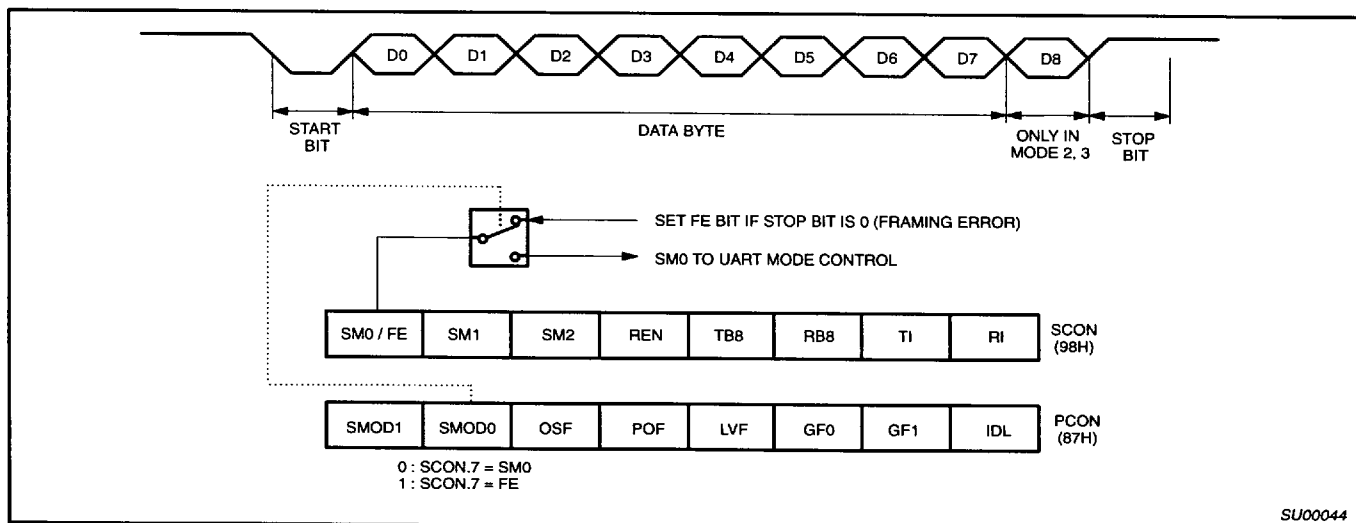 D0 D1 D2 D3 D4 D5 D6 D7 D8
START
BIT
DATA BYTE
ONLY IN
MODE 2, 3
STOP
BIT
SET FE BIT IF STOP BIT IS 0 (FRAMING ERROR)
SM0 TO UART MODE CONTROL
SM0 / FE SM1 SM2 REN TB8 RB8 TI RI
SCON
(98H)
SMOD1 SMOD0 OSF POF LVF GF0 GF1 IDL
PCON
(87H)
0 : SCON.7 = SM0
1 : SCON.7 = FE
SU00044